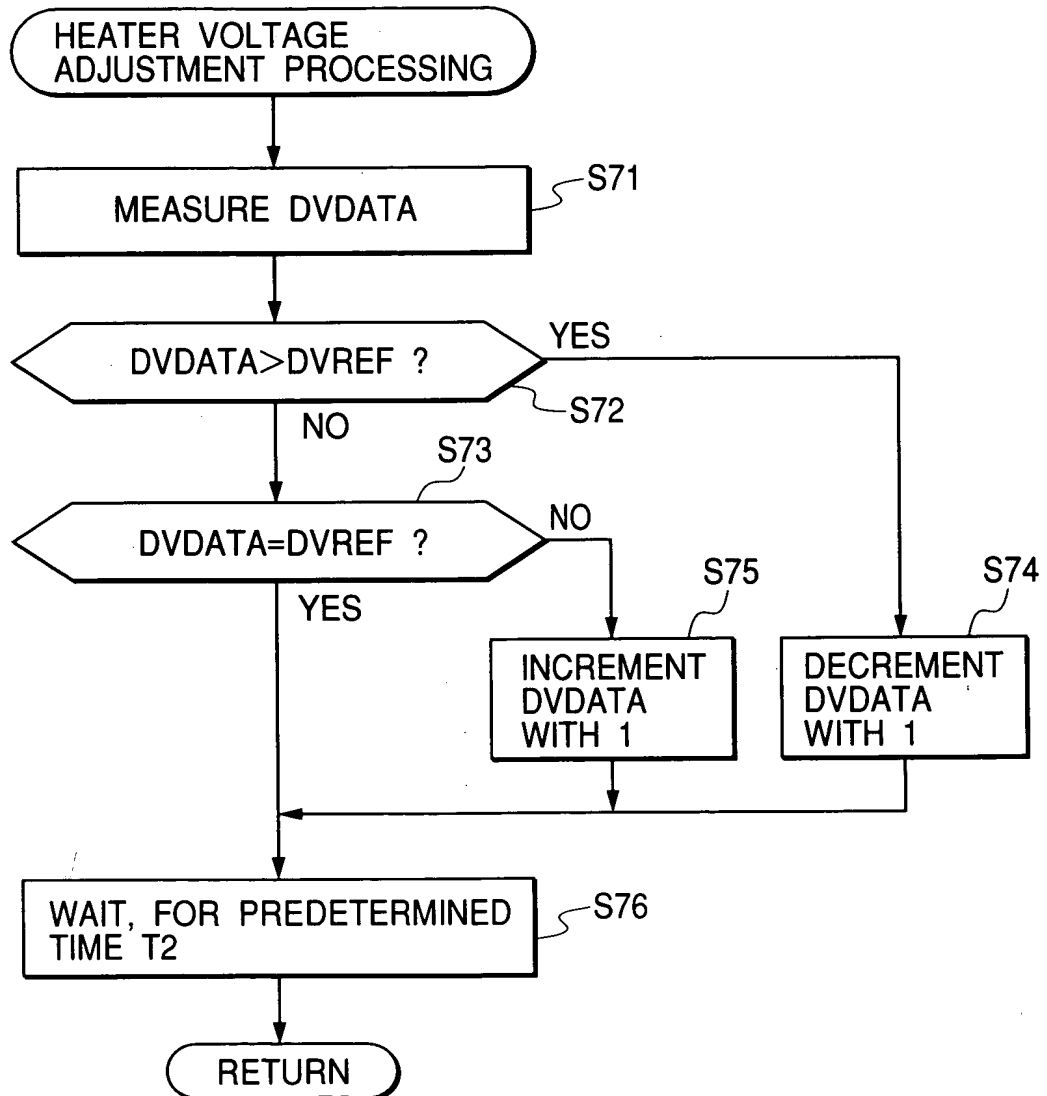 HEATER VOLTAGE
ADJUSTMENT PROCESSING
MEASURE DVDATA
S71
DVDATA>DVREF ?
YES
S72
NO
S73
DVDATA=DVREF ?
NO
YES
S75
S74
INCREMENT
DVDATA
WITH 1
DECREMENT
DVDATA
WITH 1
WAIT, FOR PREDETERMINED
TIME T2
S76
RETURN